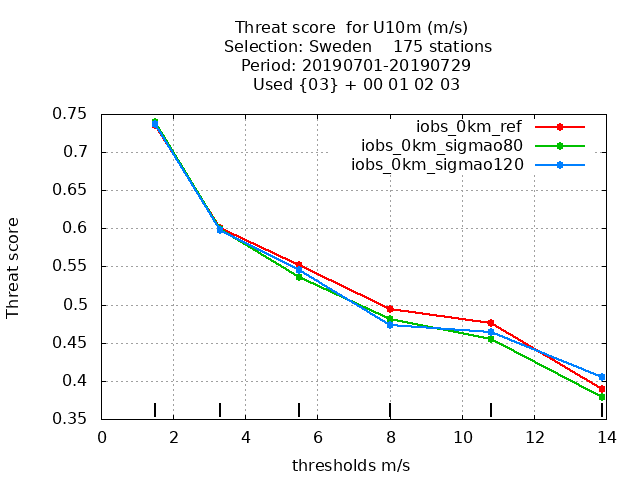 Threat score  for U10m (m/s)
Selection: Sweden    175 stations
Period: 20190701-20190729
Used {03} + 00 01 02 03
iobs_0km_ref
iobs_0km_sigmao80
iobs_0km_sigmao120
Threat score
0.75
0.7
0.65
0.6
0.55
0.5
0.45
0.4
0.35
0 2 4 6 8 10 12 14
thresholds m/s